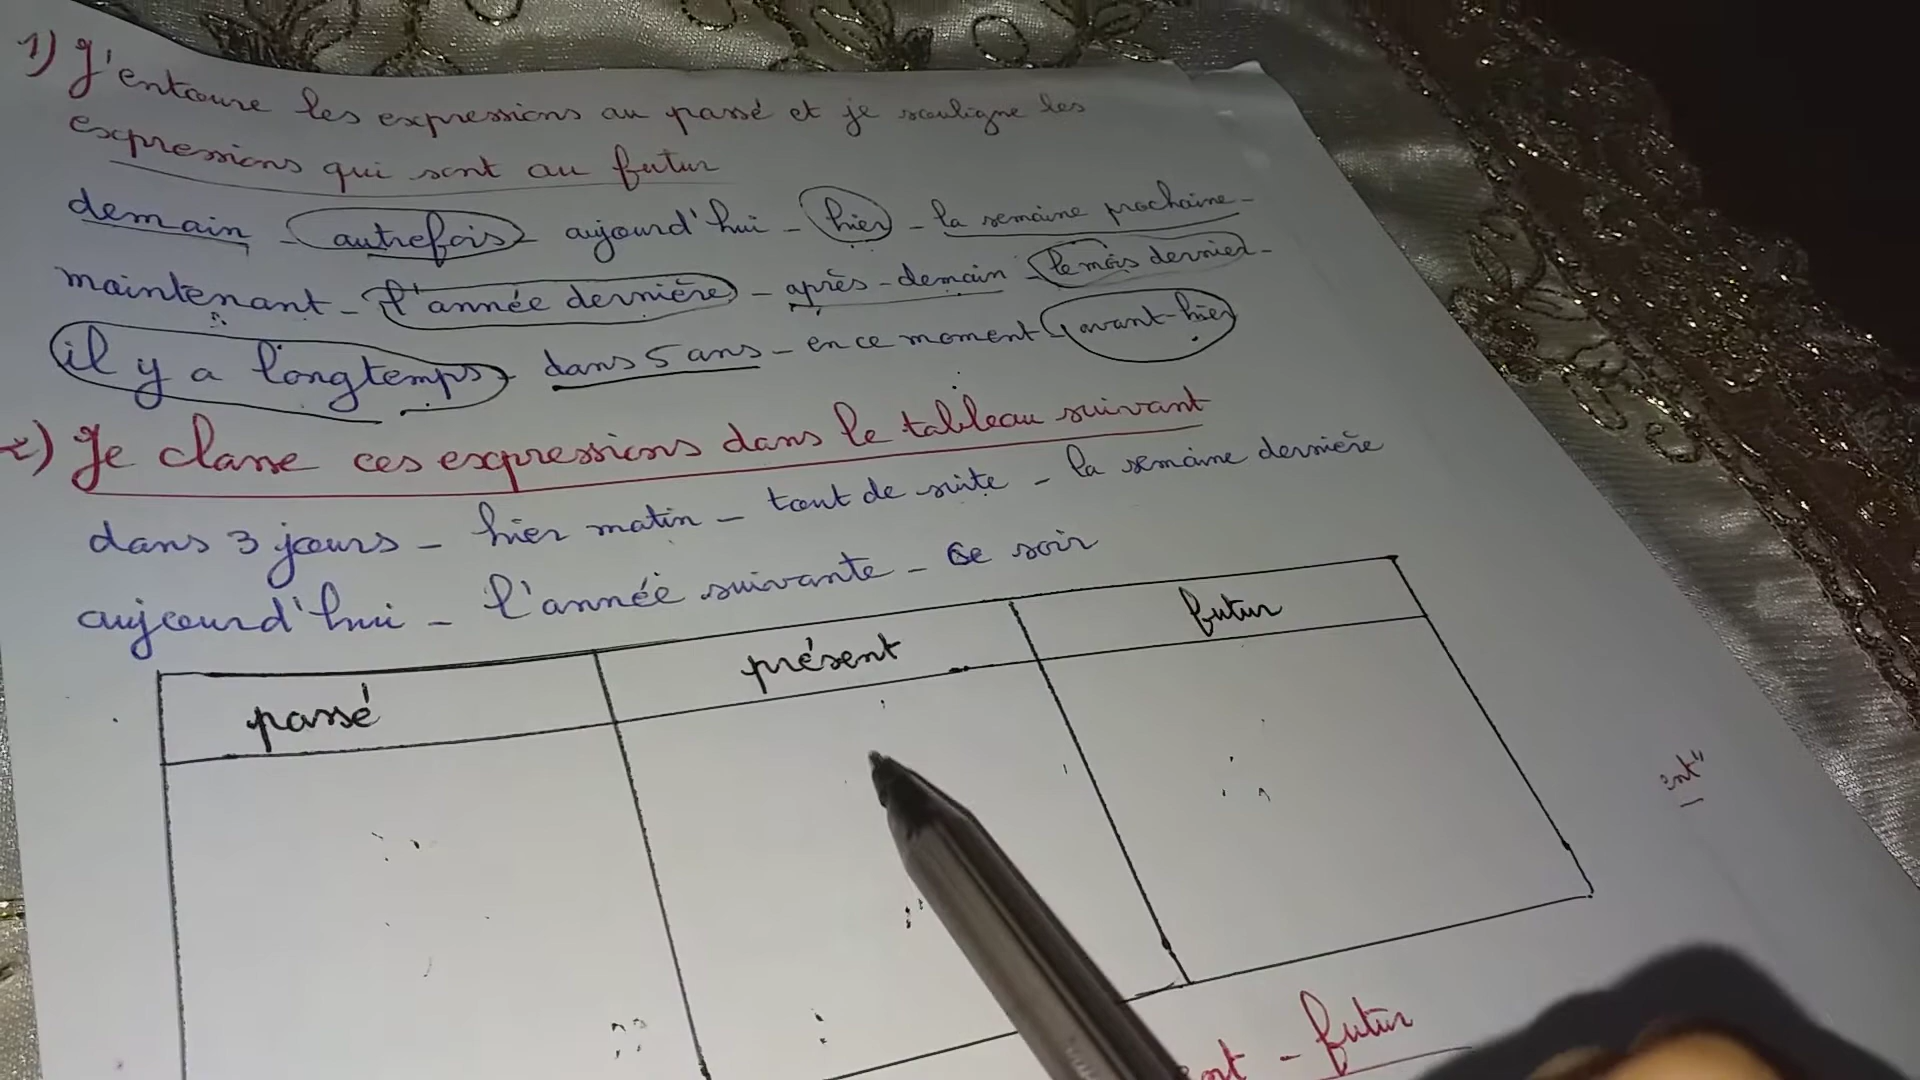 1) J'entoure les expressions au passé et je souligne les
expressions qui sont au futur
demain - autrefois - aujourd'hui - hier - la semaine prochaine -
maintenant - l'année dernière - après-demain - le mois dernier -
il y a longtemps - dans 5 ans - en ce moment - avant-hier
2) Je classe ces expressions dans le tableau suivant
dans 3 jours - hier matin - tout de suite - la semaine dernière
aujourd'hui - l'année suivante - ce soir
passé présent futur
- futur